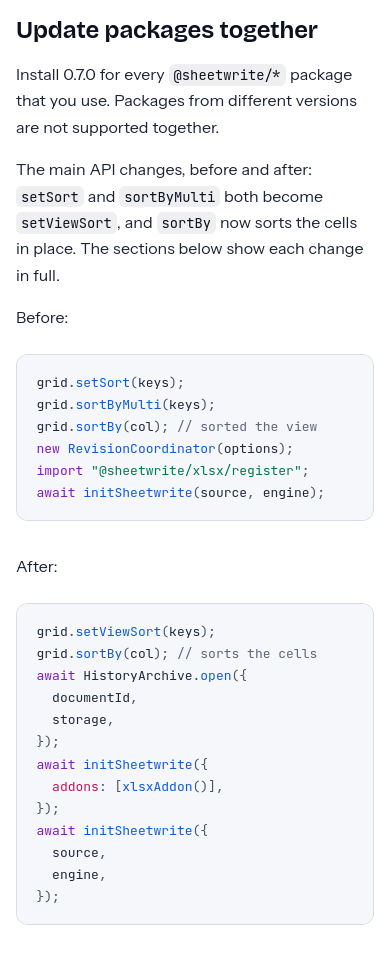 Update packages together
Install 0.7.0 for every @sheetwrite/* package
that you use. Packages from different versions
are not supported together.
The main API changes, before and after:
setSort and sortByMulti both become
setViewSort, and sortBy now sorts the cells
in place. The sections below show each change
in full.
Before:
grid.setSort(keys);
grid.sortByMulti(keys);
grid.sortBy(col); // sorted the view
new RevisionCoordinator(options);
import "@sheetwrite/xlsx/register";
await initSheetwrite(source, engine);
After:
grid.setViewSort(keys);
grid.sortBy(col); // sorts the cells
await HistoryArchive.open({
  documentId,
  storage,
});
await initSheetwrite({
  addons: [xlsxAddon()],
});
await initSheetwrite({
  source,
  engine,
});